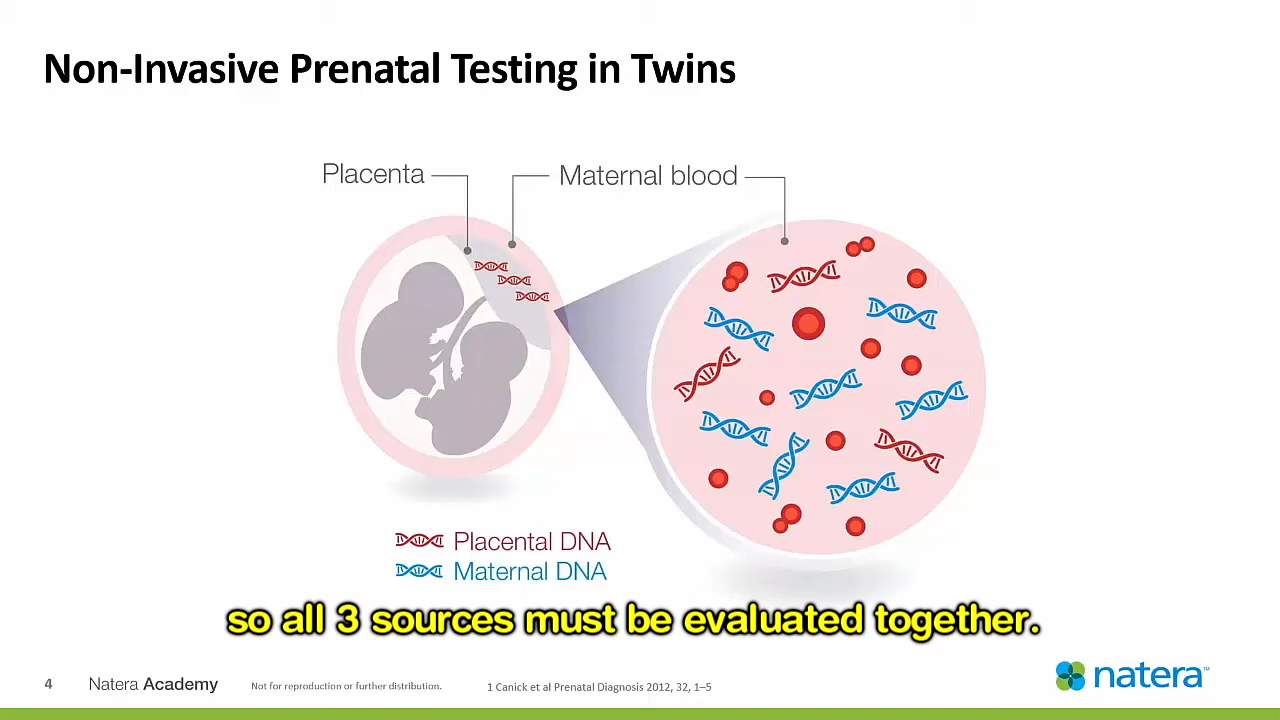 Non-Invasive Prenatal Testing in Twins
Placenta
Maternal blood
Placental DNA
Maternal DNA
so all 3 sources must be evaluated together.
4 Natera Academy Not for reproduction or further distribution. 1 Canick et al Prenatal Diagnosis 2012, 32, 1–5
natera™